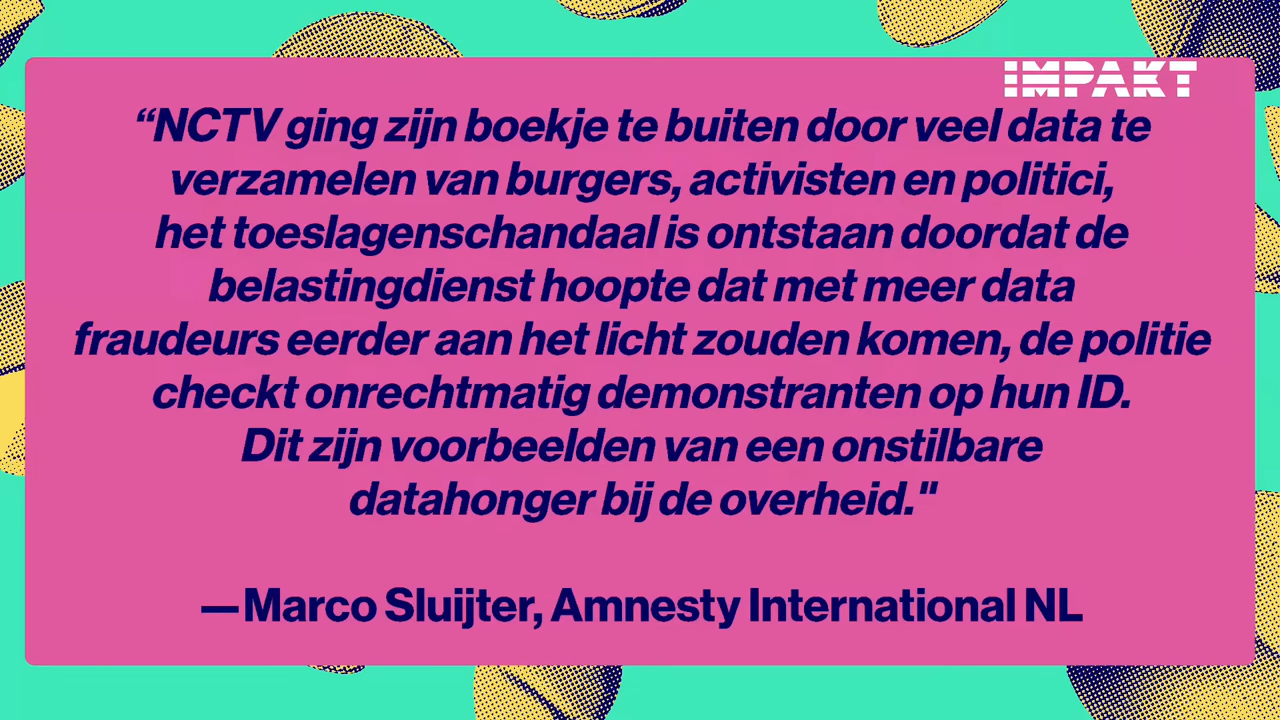 IMPAKT
“NCTV ging zijn boekje te buiten door veel data te
verzamelen van burgers, activisten en politici,
het toeslagenschandaal is ontstaan doordat de
belastingdienst hoopte dat met meer data
fraudeurs eerder aan het licht zouden komen, de politie
checkt onrechtmatig demonstranten op hun ID.
Dit zijn voorbeelden van een onstilbare
datahonger bij de overheid."
—Marco Sluijter, Amnesty International NL